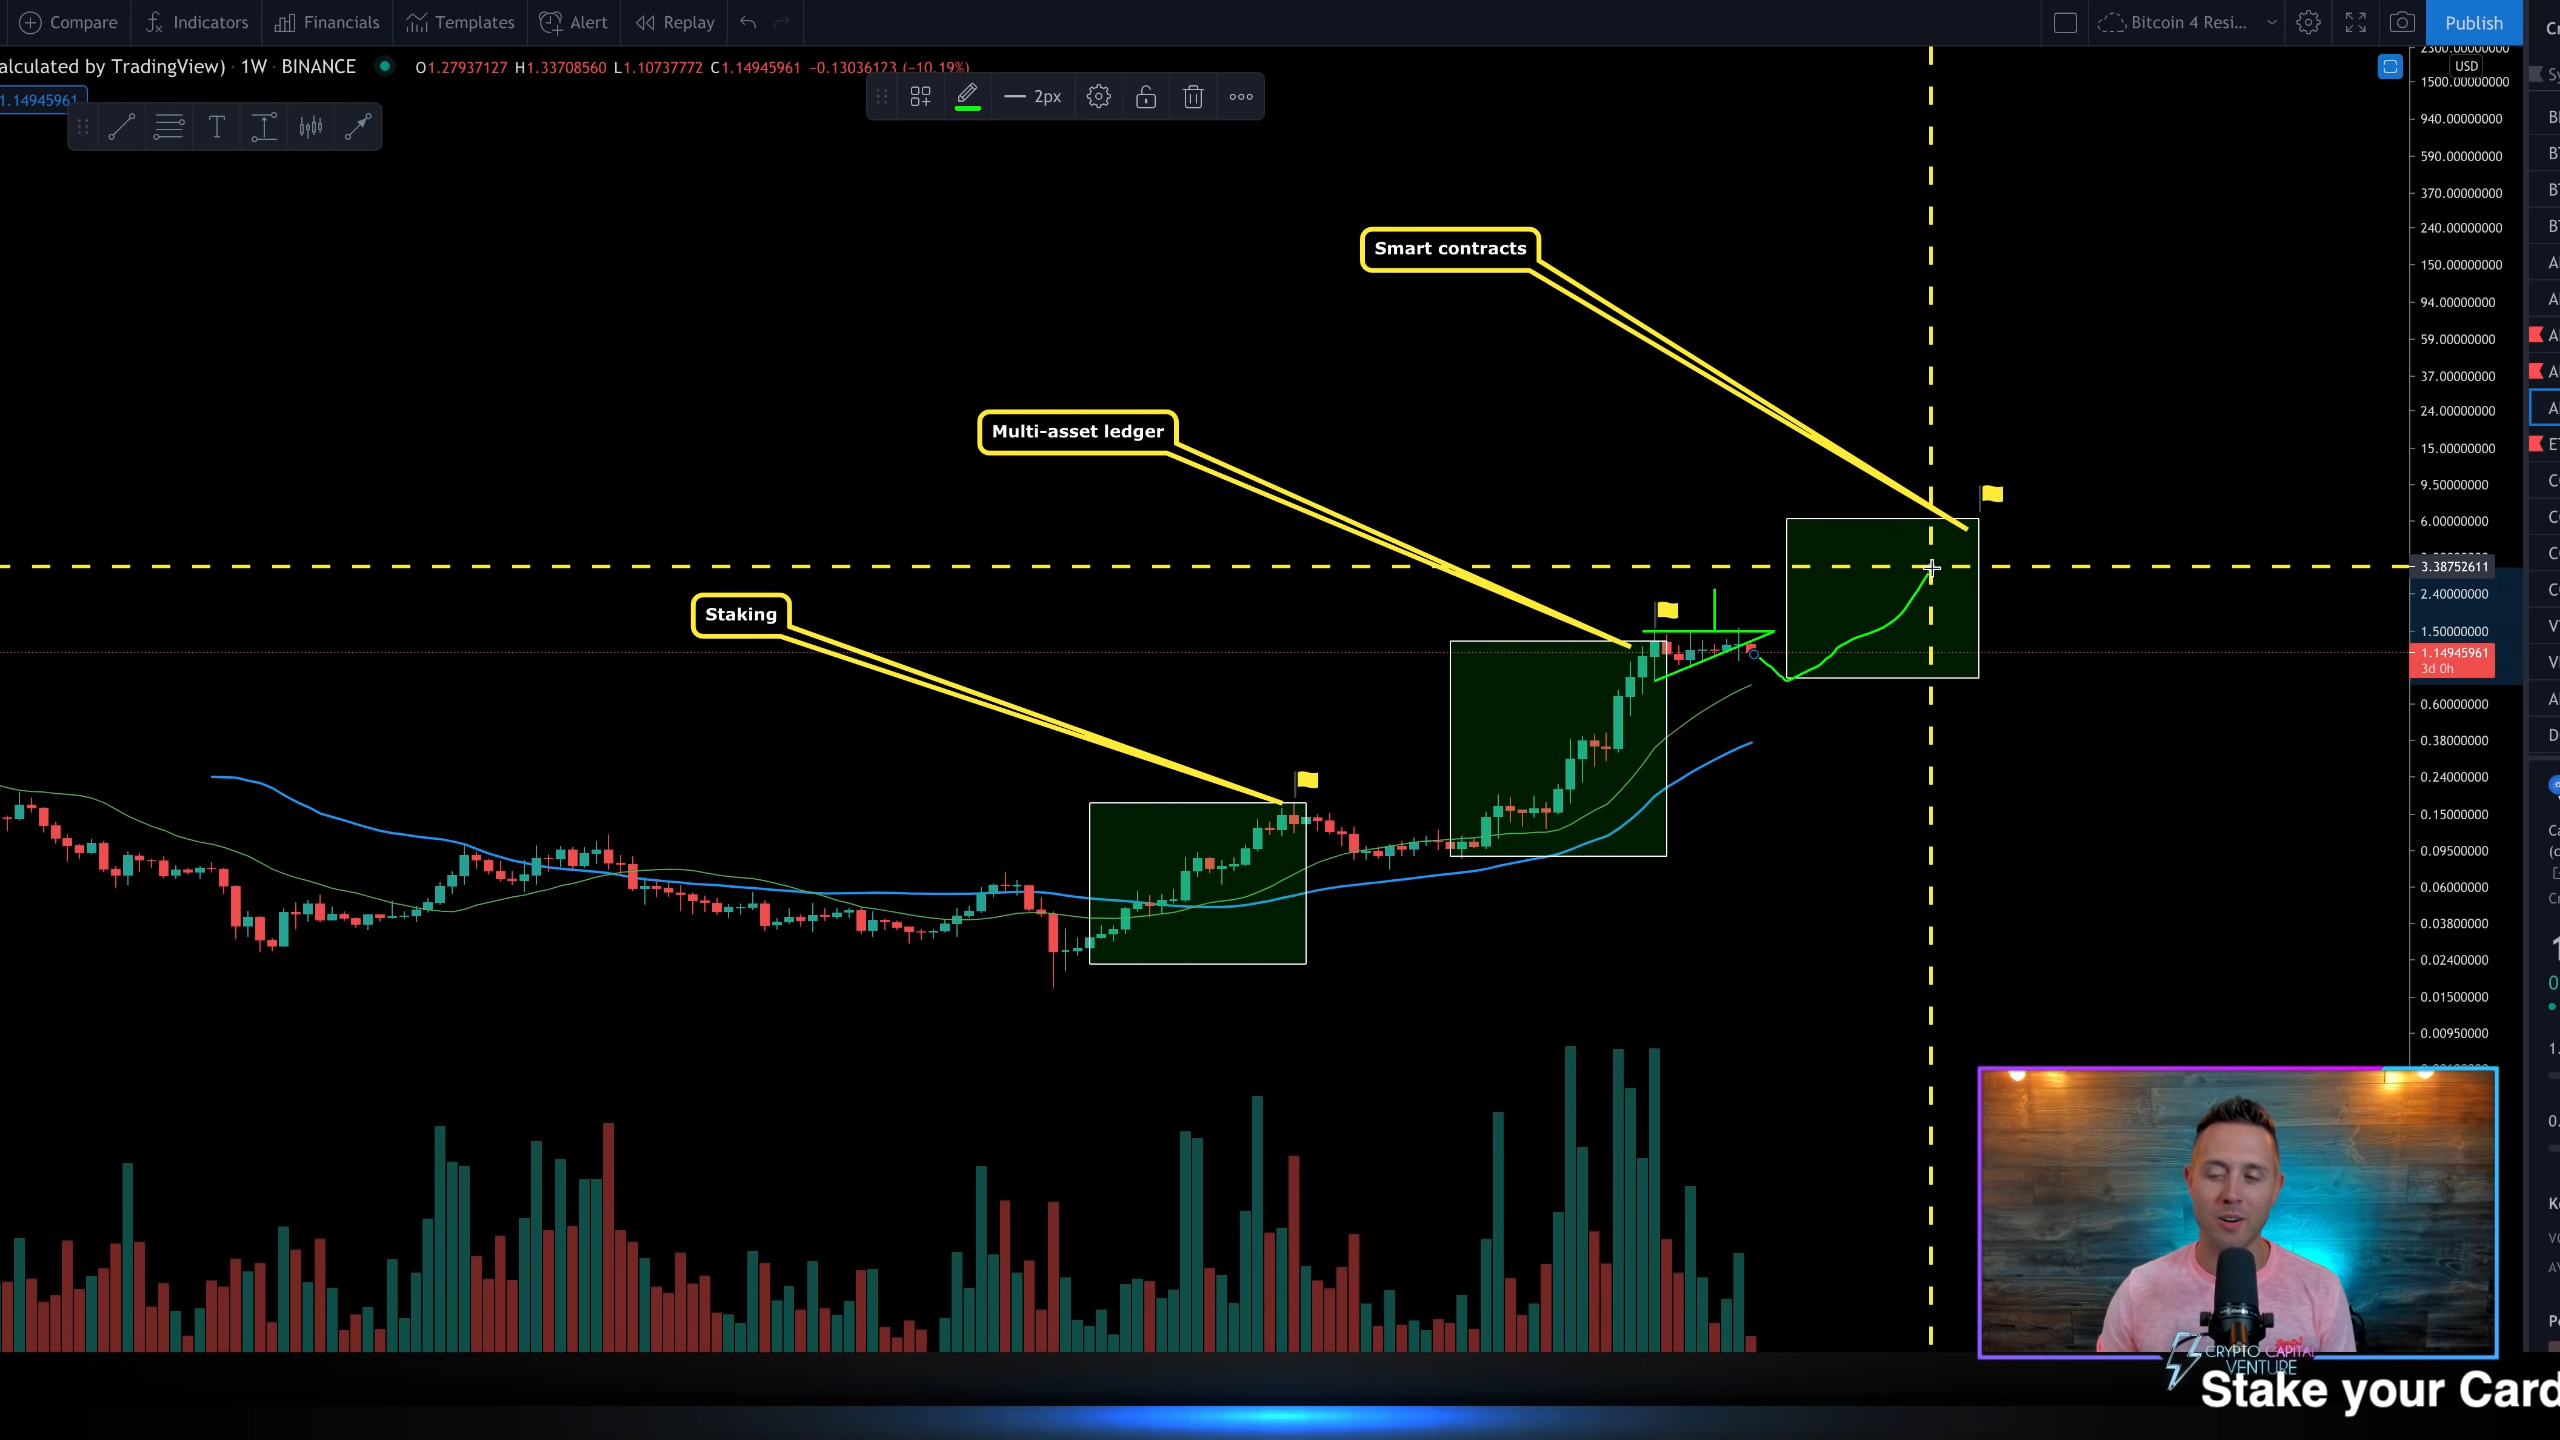 Compare Indicators Financials Templates Alert Replay Bitcoin 4 Resi... Publish
alculated by TradingView) · 1W · BINANCE O1.27937127 H1.33708560 L1.10737772 C1.14945961 −0.13036123 (−10.19%)
1.14945961
2px
USD
1500.00000000
940.00000000
590.00000000
370.00000000
240.00000000
150.00000000
94.00000000
59.00000000
37.00000000
24.00000000
15.00000000
9.50000000
6.00000000
3.38752611
2.40000000
1.50000000
1.14945961
3d 0h
0.60000000
0.38000000
0.24000000
0.15000000
0.09500000
0.06000000
0.03800000
0.02400000
0.01500000
0.00950000
Smart contracts
Multi-asset ledger
Staking
CRYPTO CAPITAL
VENTURE
Stake your Card